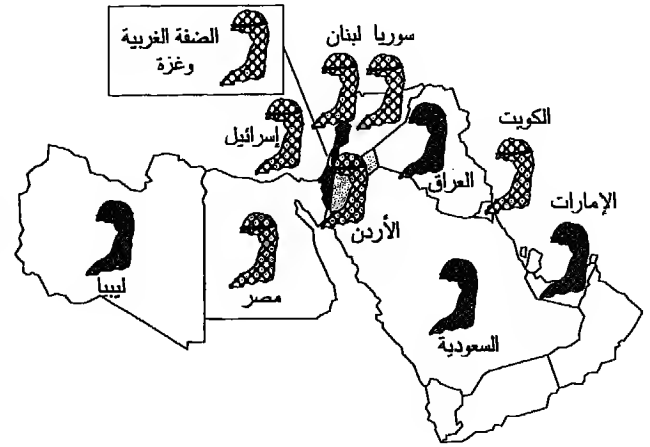 الضفة الغربية
وغزة
سوريا لبنان
الكويت
إسرائيل
العراق
الإمارات
الأردن
ليبيا
مصر
السعودية